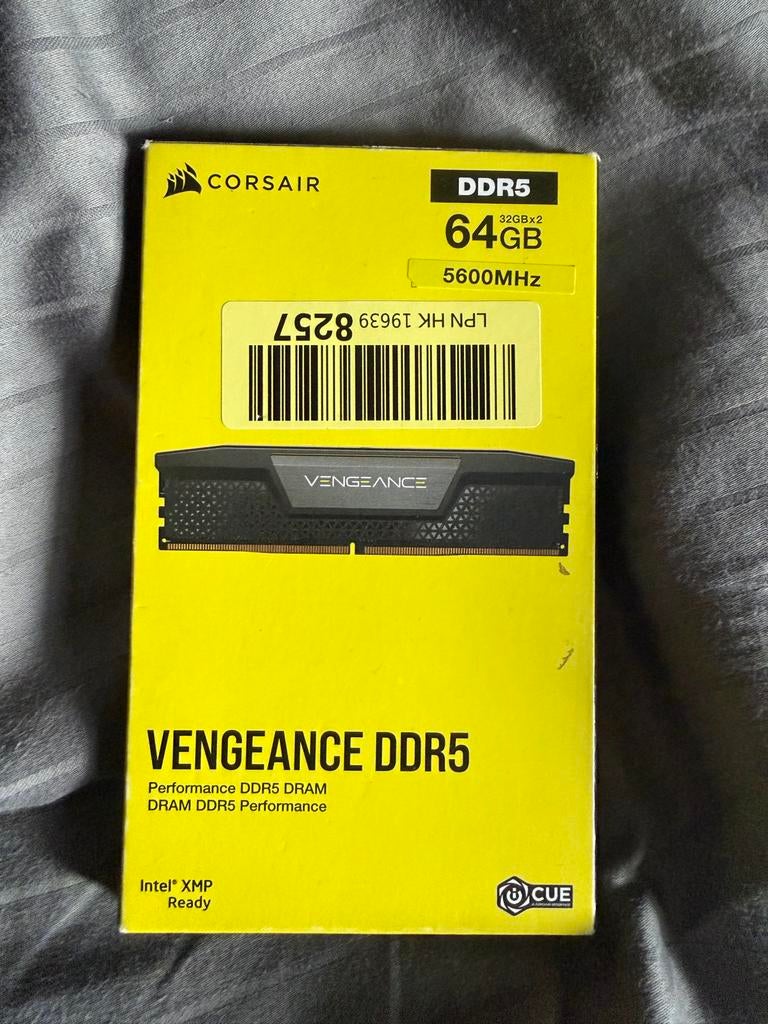 CORSAIR
DDR5
32GBx2
64GB
5600MHz
LPN HK 19639 8257
VENGEANCE
VENGEANCE DDR5
Performance DDR5 DRAM
DRAM DDR5 Performance
Intel® XMP
Ready
iCUE